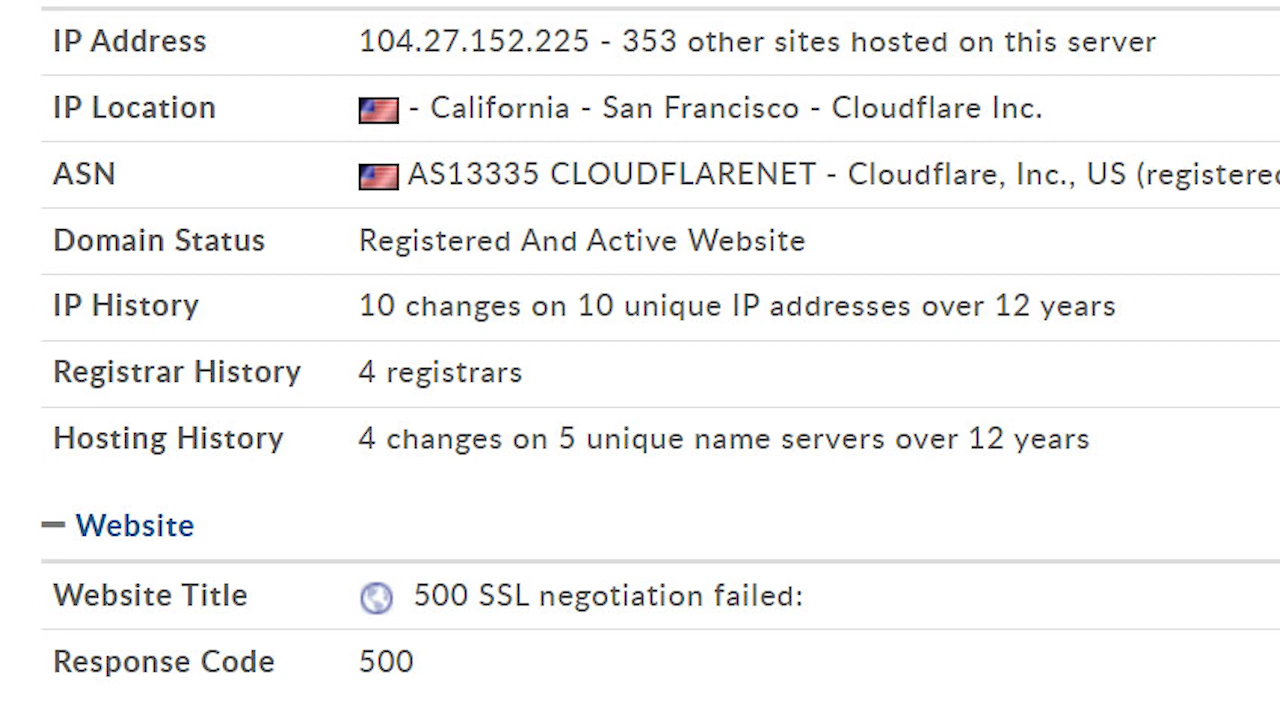 IP Address 104.27.152.225 - 353 other sites hosted on this server
IP Location - California - San Francisco - Cloudflare Inc.
ASN AS13335 CLOUDFLARENET - Cloudflare, Inc., US (registered
Domain Status Registered And Active Website
IP History 10 changes on 10 unique IP addresses over 12 years
Registrar History 4 registrars
Hosting History 4 changes on 5 unique name servers over 12 years
Website
Website Title 500 SSL negotiation failed:
Response Code 500